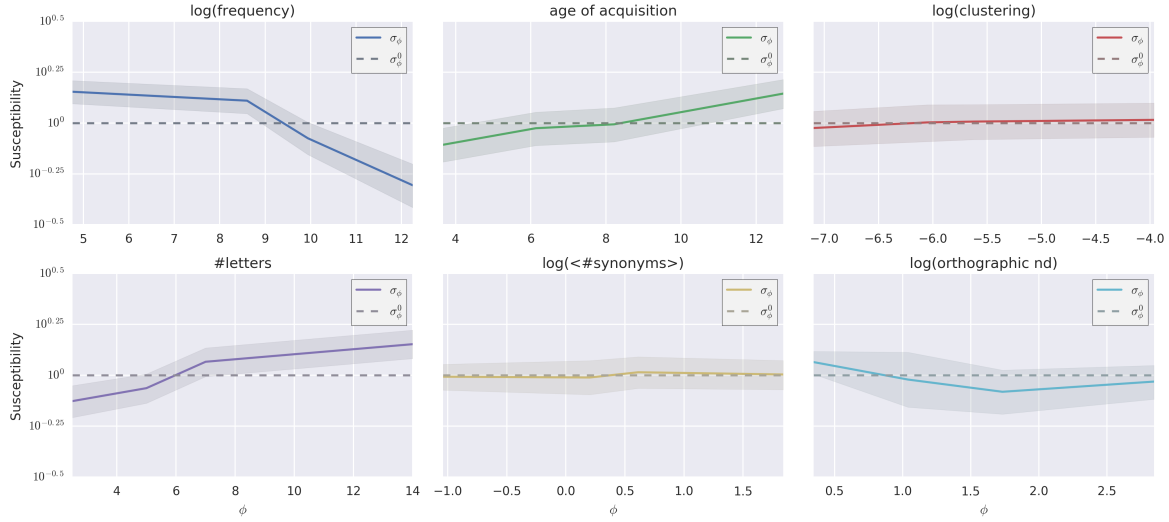 log(frequency)
age of acquisition
log(clustering)
Susceptibility
10^0.5
10^0.25
10^0
10^−0.25
10^−0.5
σ_ϕ
σ_ϕ^0
σ_ϕ
σ_ϕ^0
σ_ϕ
σ_ϕ^0
5 6 7 8 9 10 11 12
4 6 8 10 12
−7.0 −6.5 −6.0 −5.5 −5.0 −4.5 −4.0
#letters
log(<#synonyms>)
log(orthographic nd)
Susceptibility
10^0.5
10^0.25
10^0
10^−0.25
10^−0.5
σ_ϕ
σ_ϕ^0
σ_ϕ
σ_ϕ^0
σ_ϕ
σ_ϕ^0
4 6 8 10 12 14
−1.0 −0.5 0.0 0.5 1.0 1.5
0.5 1.0 1.5 2.0 2.5
ϕ
ϕ
ϕ